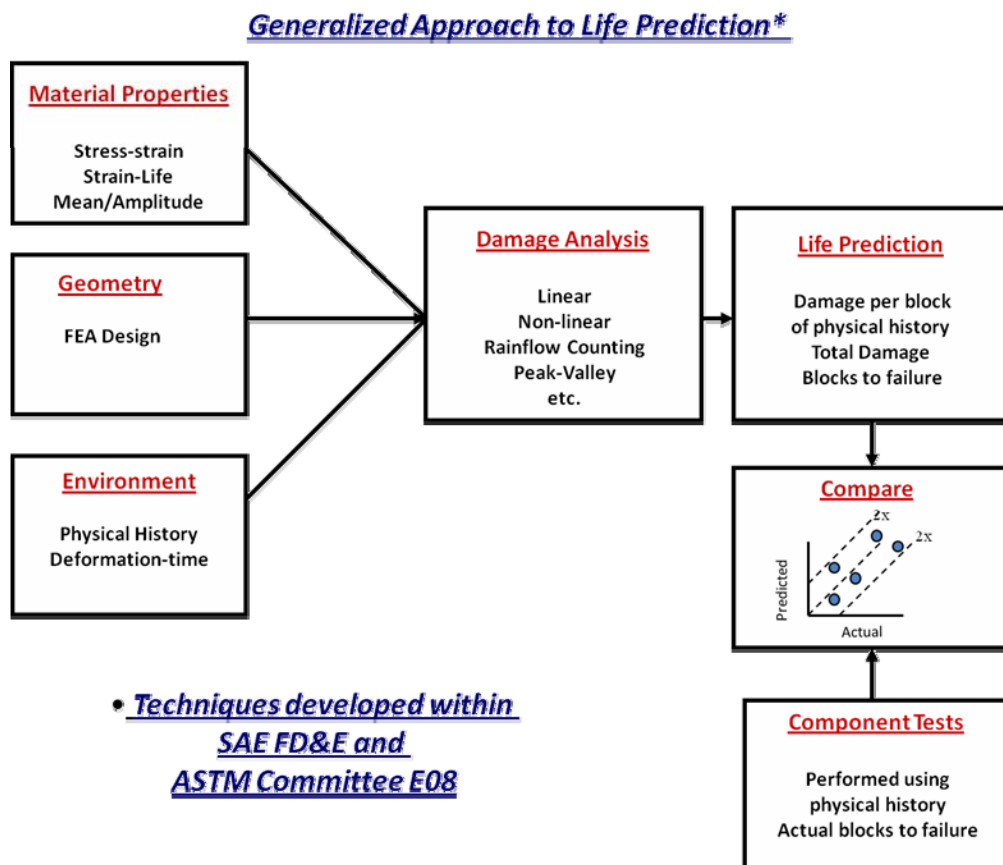 Generalized Approach to Life Prediction*
Material Properties
Stress-strain
Strain-Life
Mean/Amplitude
Geometry
FEA Design
Environment
Physical History
Deformation-time
Damage Analysis
Linear
Non-linear
Rainflow Counting
Peak-Valley
etc.
Life Prediction
Damage per block
of physical history
Total Damage
Blocks to failure
Compare
2x
2x
Predicted
Actual
Component Tests
Performed using
physical history
Actual blocks to failure
• Techniques developed within
SAE FD&E and
ASTM Committee E08